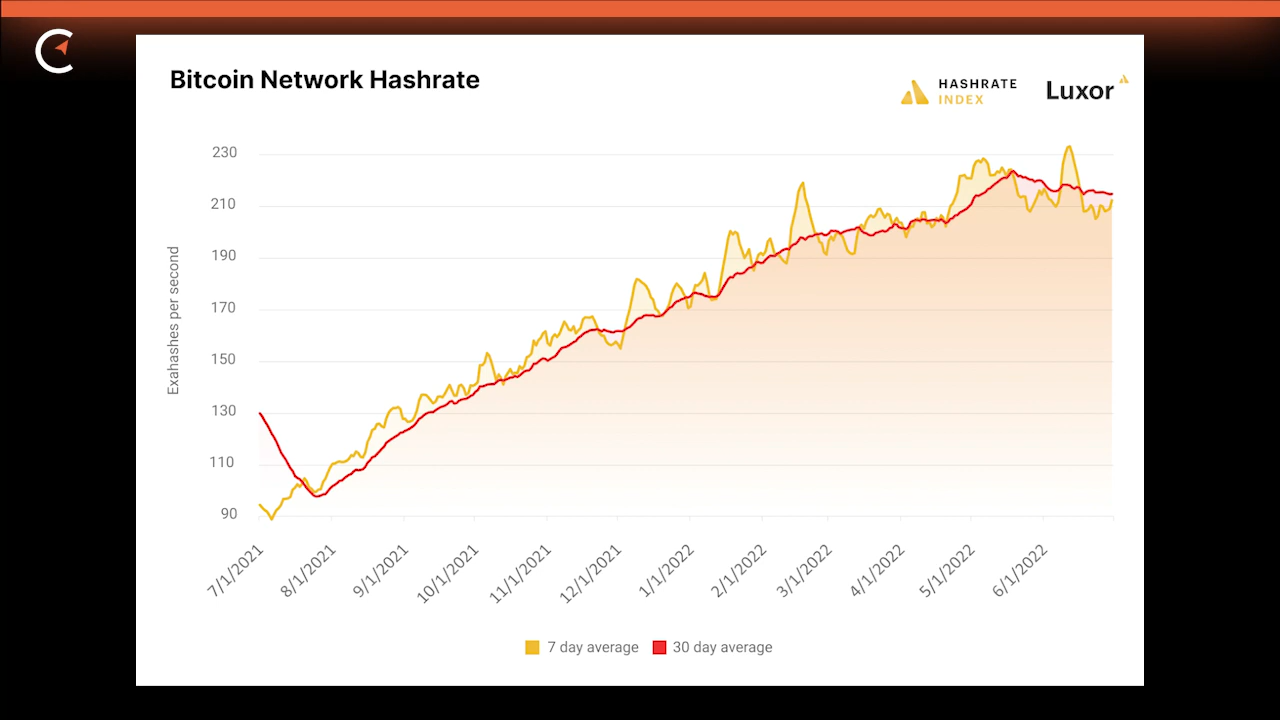 Bitcoin Network Hashrate
HASHRATE
INDEX
Luxor
230
210
190
170
150
130
110
90
Exahashes per second
7/1/2021
8/1/2021
9/1/2021
10/1/2021
11/1/2021
12/1/2021
1/1/2022
2/1/2022
3/1/2022
4/1/2022
5/1/2022
6/1/2022
7 day average
30 day average